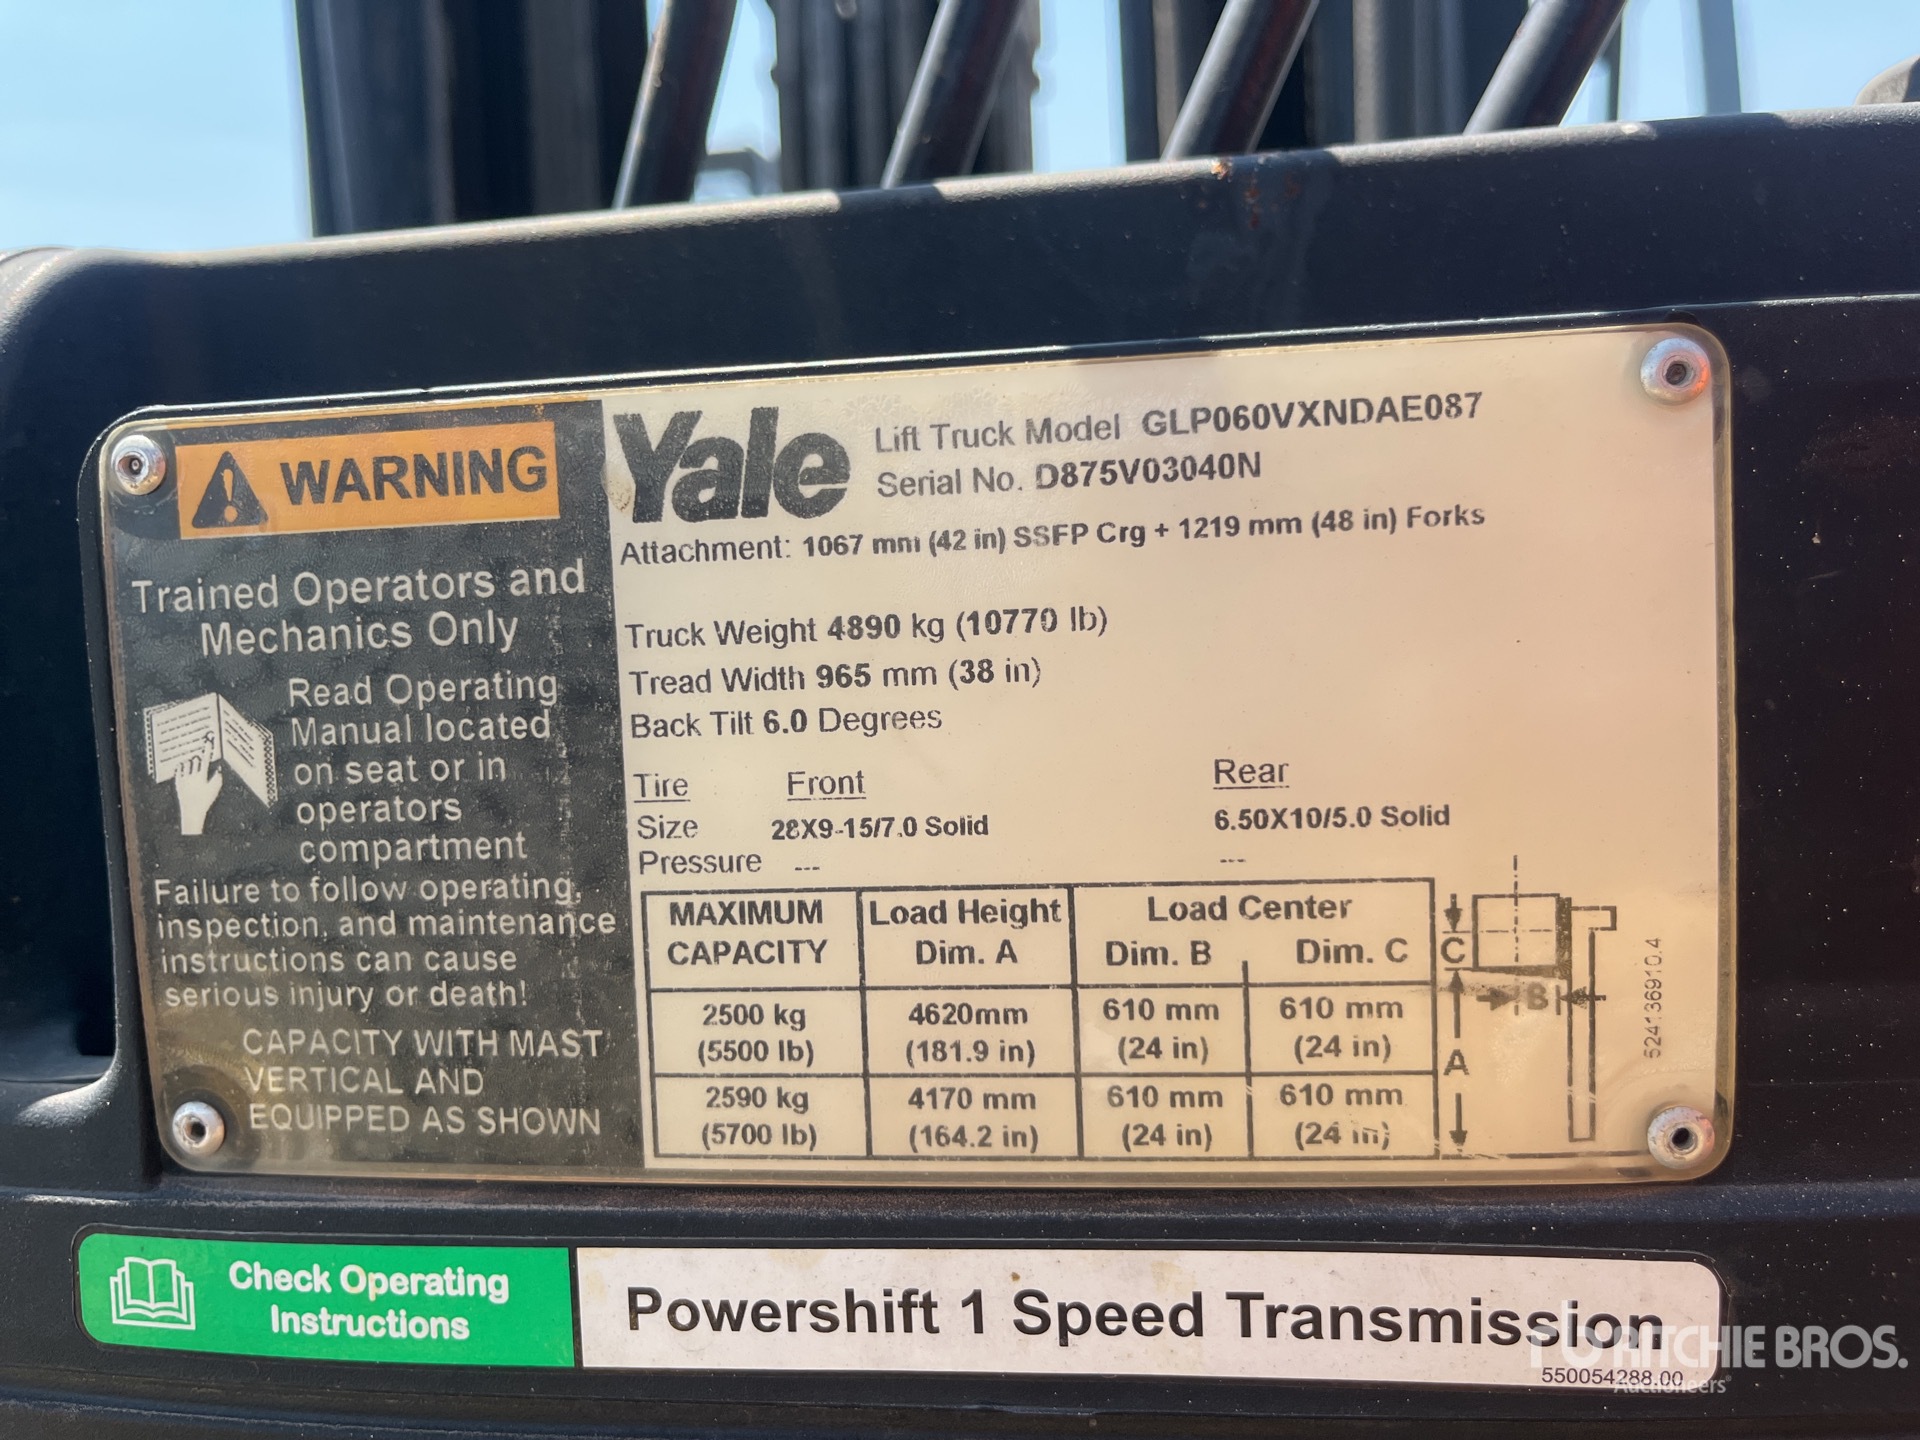 WARNING
Trained Operators and
Mechanics Only
Read Operating
Manual located
on seat or in
operators
compartment
Failure to follow operating,
inspection, and maintenance
instructions can cause
serious injury or death!
CAPACITY WITH MAST
VERTICAL AND
EQUIPPED AS SHOWN
Yale
Lift Truck Model GLP060VXNDAE087
Serial No. D875V03040N
Attachment: 1067 mm (42 in) SSFP Crg + 1219 mm (48 in) Forks
Truck Weight 4890 kg (10770 lb)
Tread Width 965 mm (38 in)
Back Tilt 6.0 Degrees
Tire Front Rear
Size 28X9-15/7.0 Solid 6.50X10/5.0 Solid
Pressure --- ---
MAXIMUM Load Height Load Center
CAPACITY Dim. A Dim. B Dim. C
2500 kg 4620mm 610 mm 610 mm
(5500 lb) (181.9 in) (24 in) (24 in)
2590 kg 4170 mm 610 mm 610 mm
(5700 lb) (164.2 in) (24 in) (24 in)
C
B
A
524136910.4
Check Operating
Instructions
Powershift 1 Speed Transmission
550054288.00
RITCHIE BROS.
Auctioneers